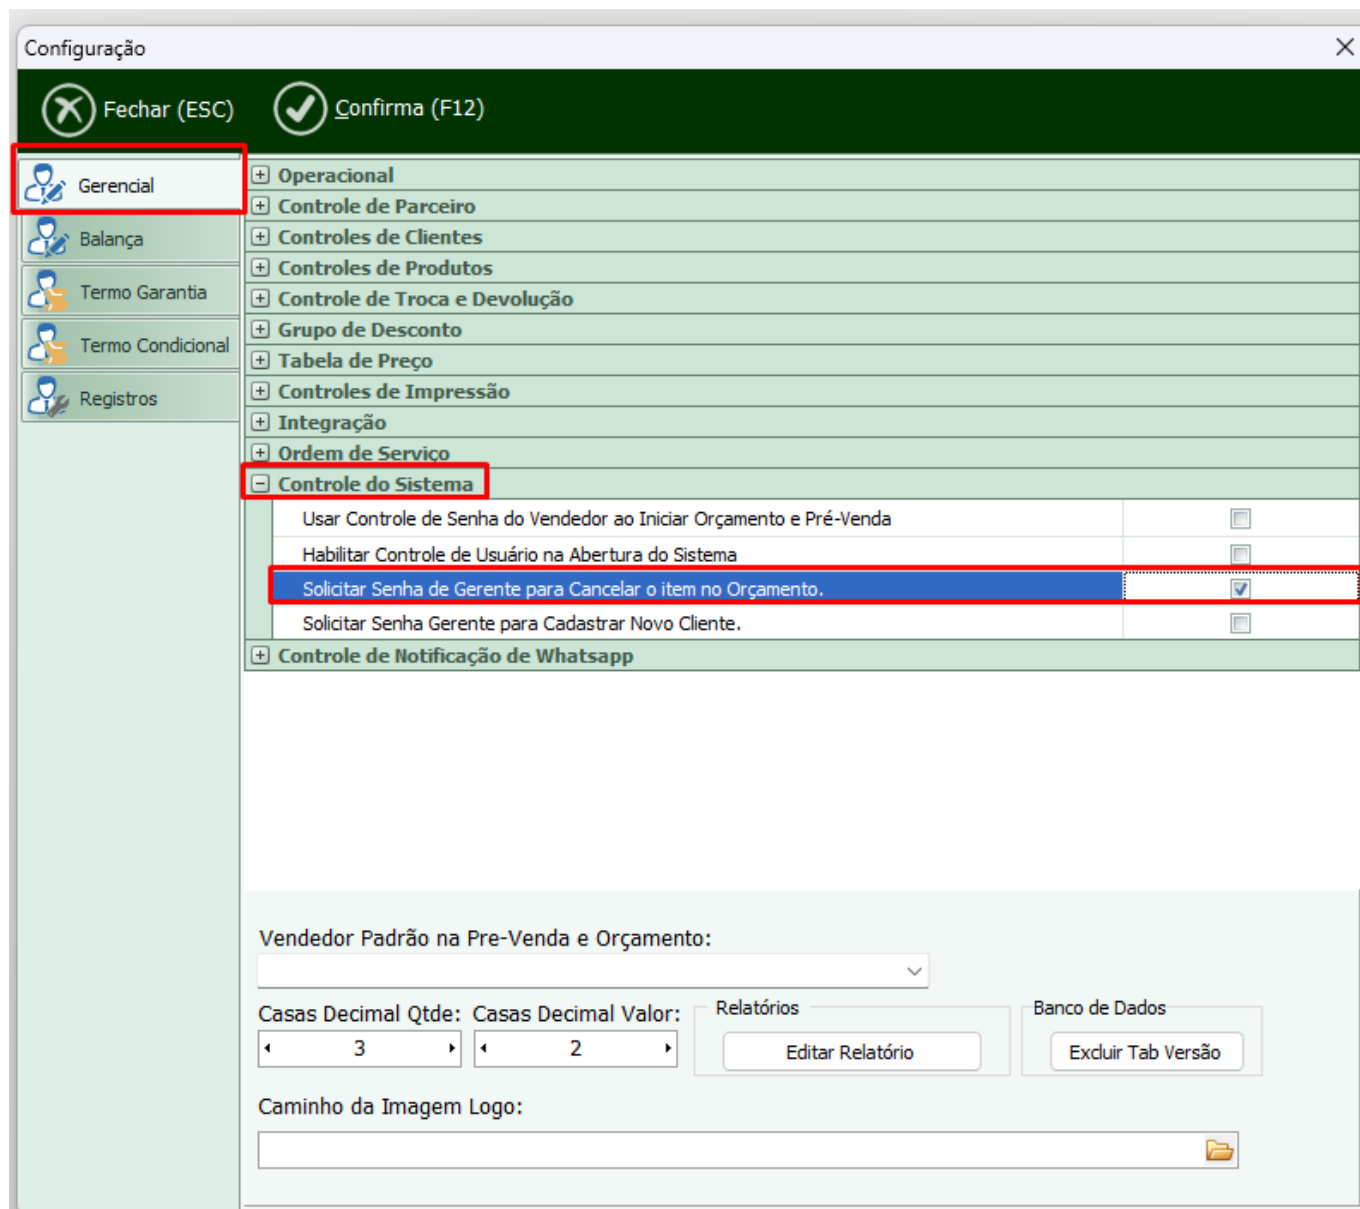 Configuração
Fechar (ESC)
Confirma (F12)
Gerencial
Balança
Termo Garantia
Termo Condicional
Registros
Operacional
Controle de Parceiro
Controles de Clientes
Controles de Produtos
Controle de Troca e Devolução
Grupo de Desconto
Tabela de Preço
Controles de Impressão
Integração
Ordem de Serviço
Controle do Sistema
Usar Controle de Senha do Vendedor ao Iniciar Orçamento e Pré-Venda
Habilitar Controle de Usuário na Abertura do Sistema
Solicitar Senha de Gerente para Cancelar o item no Orçamento.
Solicitar Senha Gerente para Cadastrar Novo Cliente.
Controle de Notificação de Whatsapp
Vendedor Padrão na Pre-Venda e Orçamento:
Casas Decimal Qtde: Casas Decimal Valor: Relatórios Banco de Dados
3 2 Editar Relatório Excluir Tab Versão
Caminho da Imagem Logo: